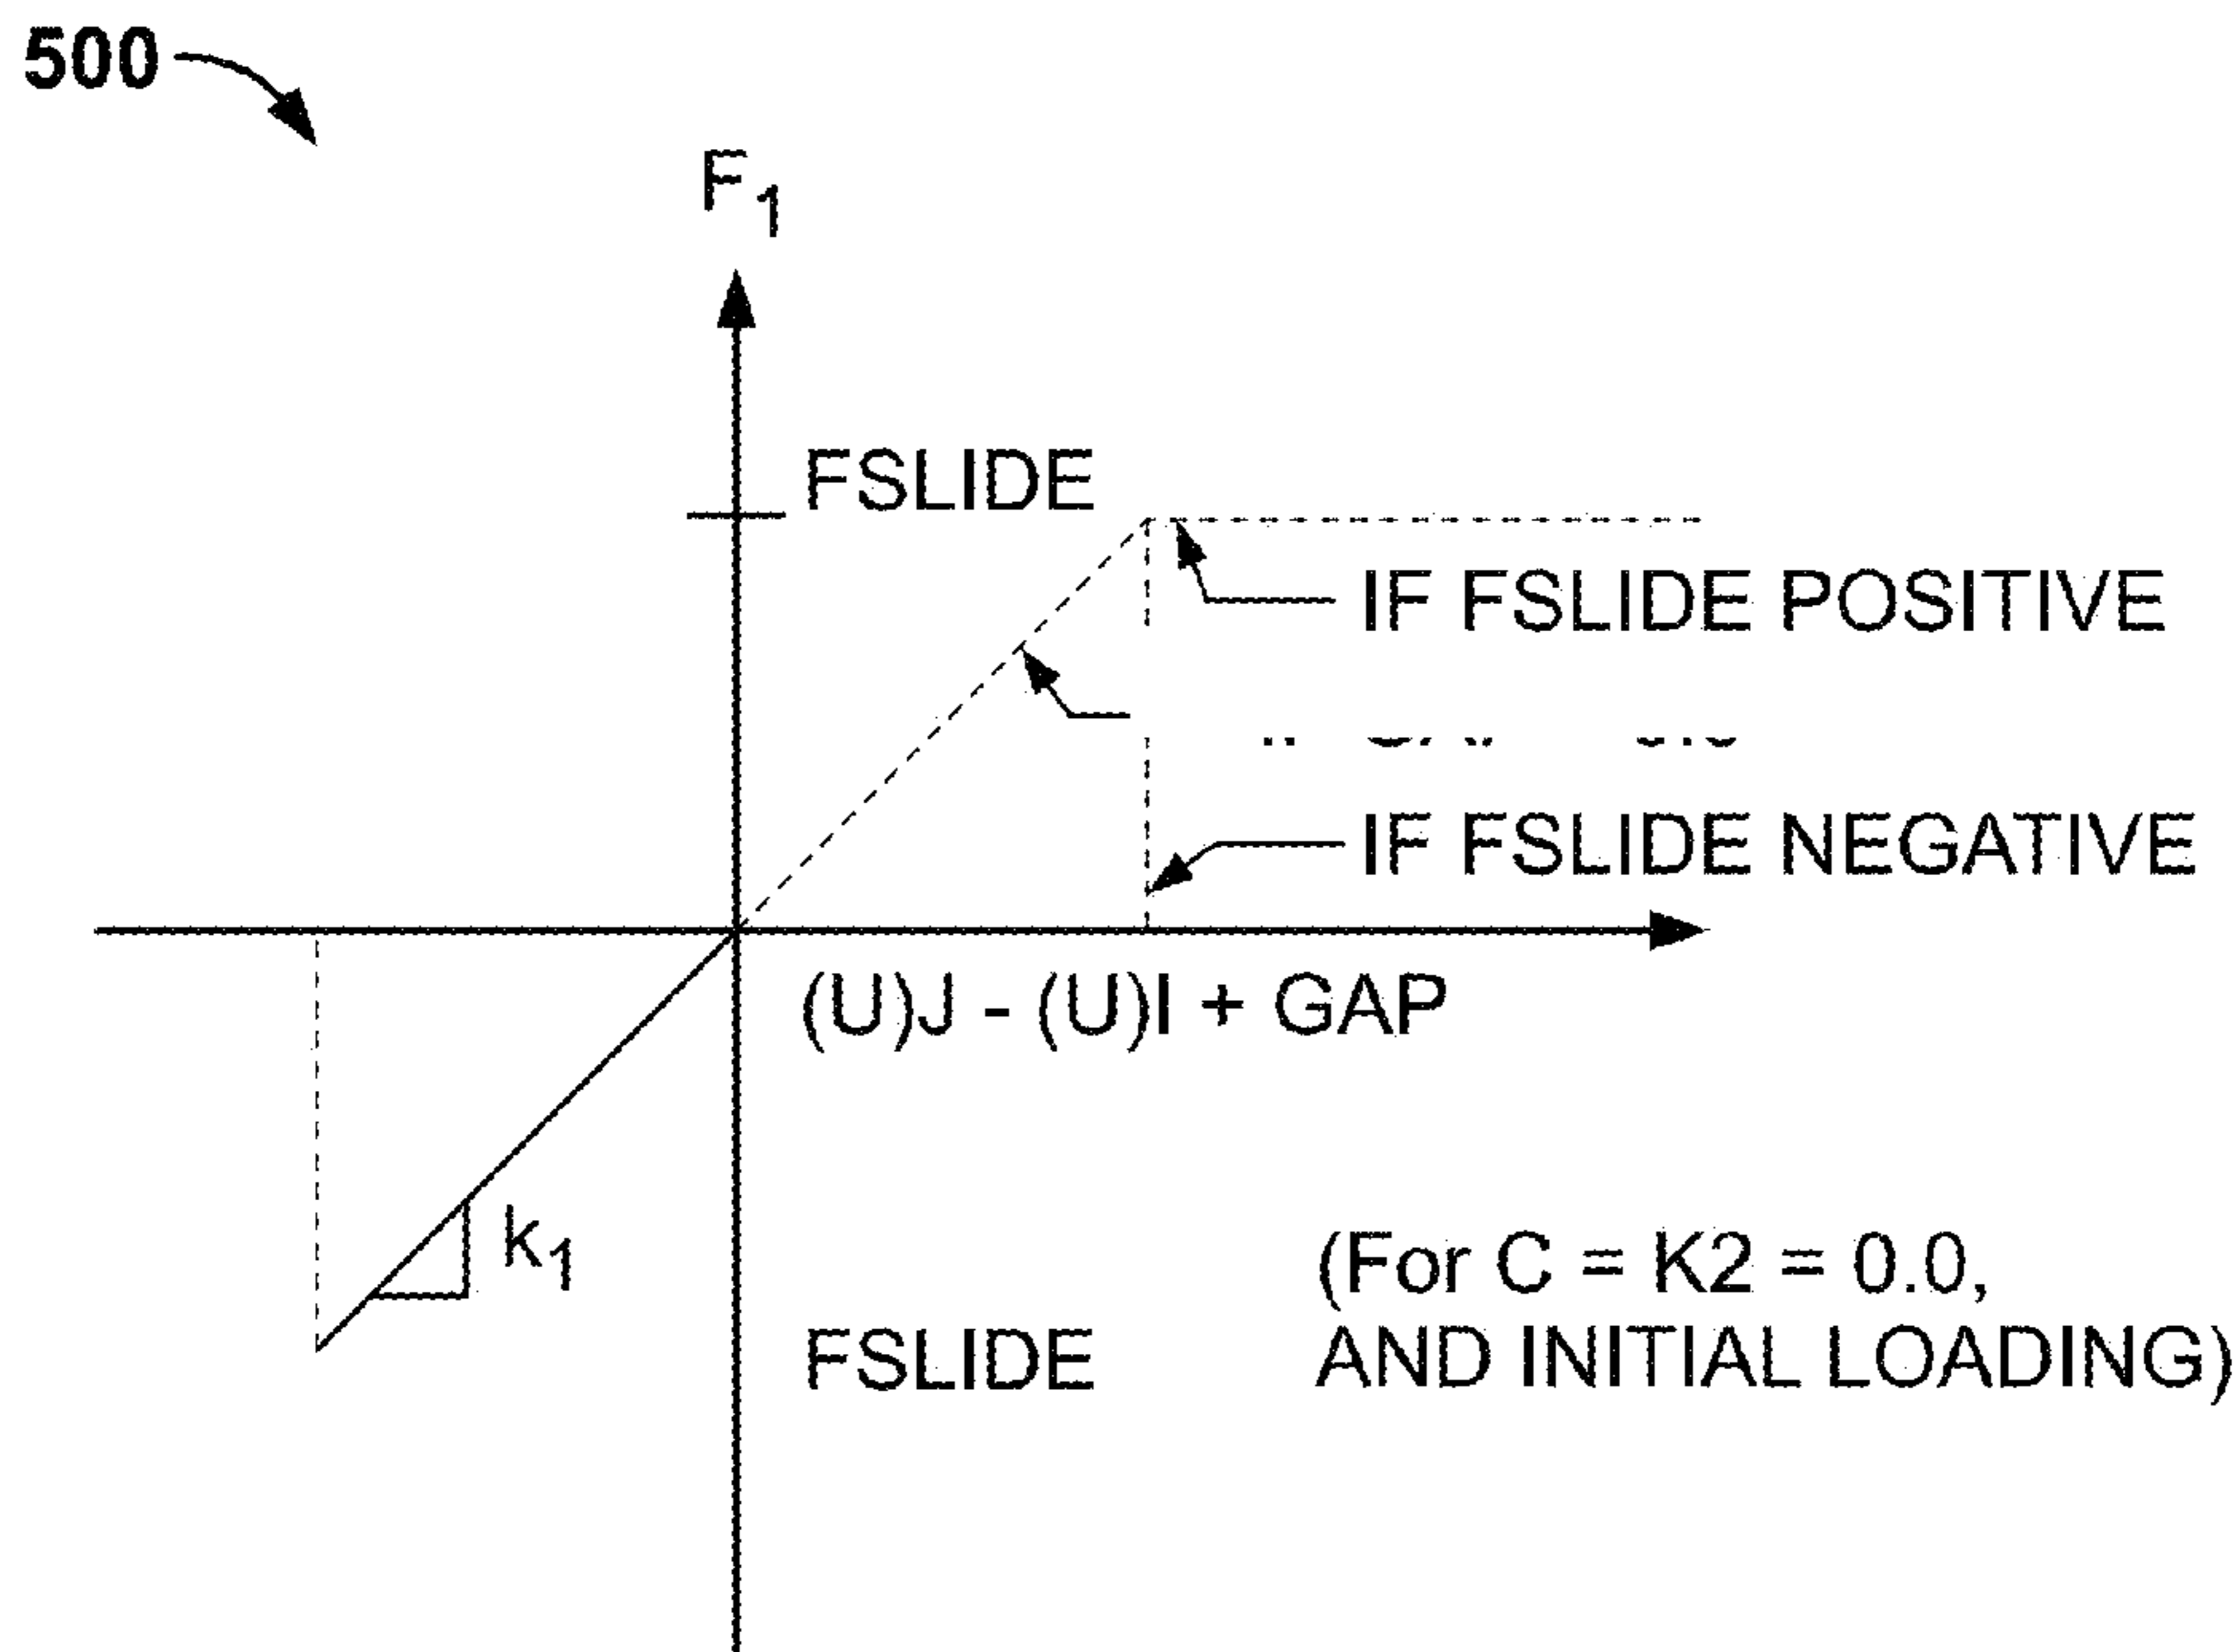 500
F1
FSLIDE
IF FSLIDE POSITIVE
IF FSLIDE NEGATIVE
(U)J - (U)I + GAP
k1
(For C = K2 = 0.0,
AND INITIAL LOADING)
FSLIDE